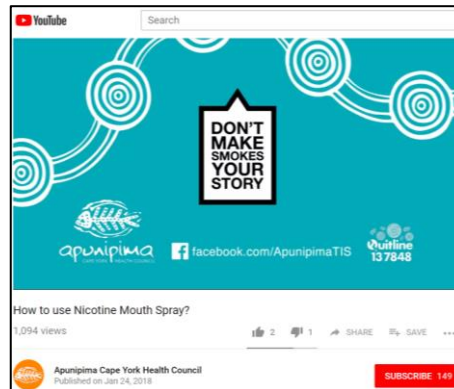 YouTube
Search
DON'T
MAKE
SMOKES
YOUR
STORY
apunipima
CAPE YORK HEALTH COUNCIL
facebook.com/ApunipimaTIS
Quitline
137848
How to use Nicotine Mouth Spray?
1,094 views
2
1
SHARE
SAVE
Apunipima Cape York Health Council
Published on Jan 24, 2018
SUBSCRIBE 149